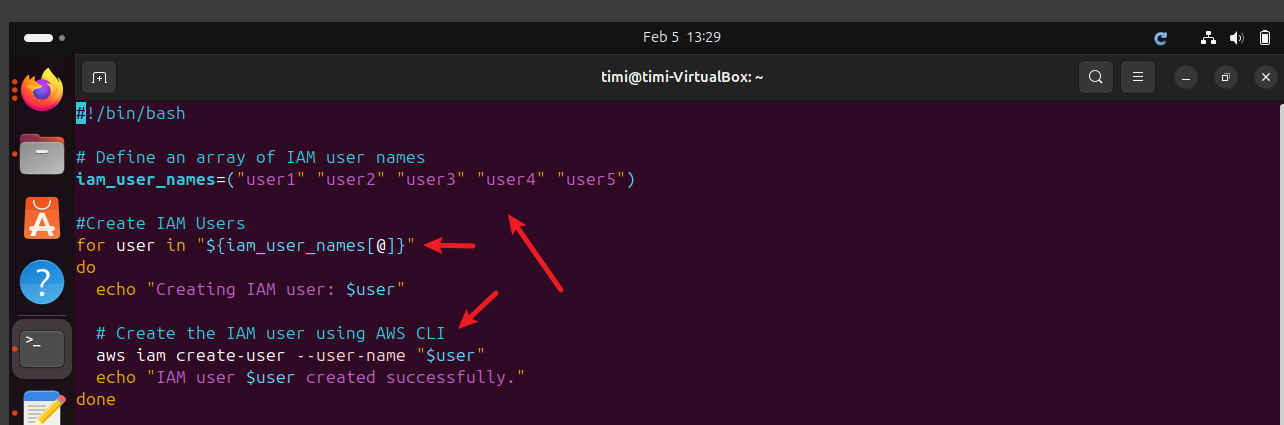 Feb 5 13:29
timi@timi-VirtualBox: ~
#!/bin/bash
# Define an array of IAM user names
iam_user_names=("user1" "user2" "user3" "user4" "user5")
#Create IAM Users
for user in "${iam_user_names[@]}"
do
  echo "Creating IAM user: $user"
  # Create the IAM user using AWS CLI
  aws iam create-user --user-name "$user"
  echo "IAM user $user created successfully."
done